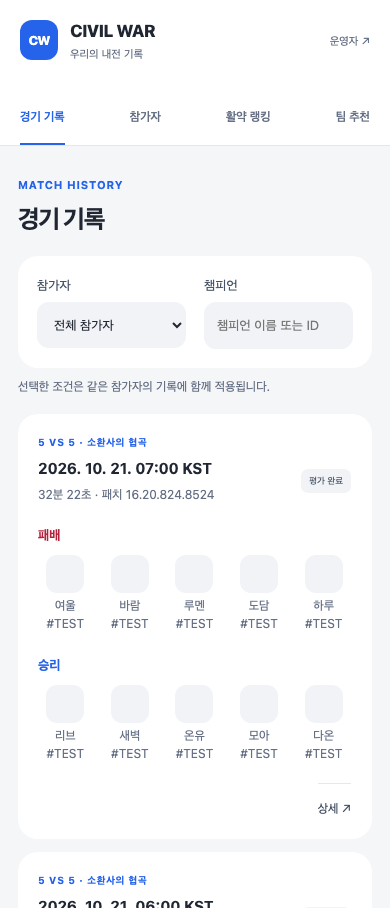 CW
CIVIL WAR
우리의 내전 기록
운영자 ↗
경기 기록
참가자
활약 랭킹
팀 추천
MATCH HISTORY
경기 기록
참가자
챔피언
전체 참가자
챔피언 이름 또는 ID
선택한 조건은 같은 참가자의 기록에 함께 적용됩니다.
5 VS 5 · 소환사의 협곡
2026. 10. 21. 07:00 KST
평가 완료
32분 22초 · 패치 16.20.824.8524
패배
여울 바람 루멘 도담 하루
#TEST #TEST #TEST #TEST #TEST
승리
리브 새벽 온유 모아 다온
#TEST #TEST #TEST #TEST #TEST
상세 ↗
5 VS 5 · 소환사의 협곡
2026. 10. 21. 06:00 KST